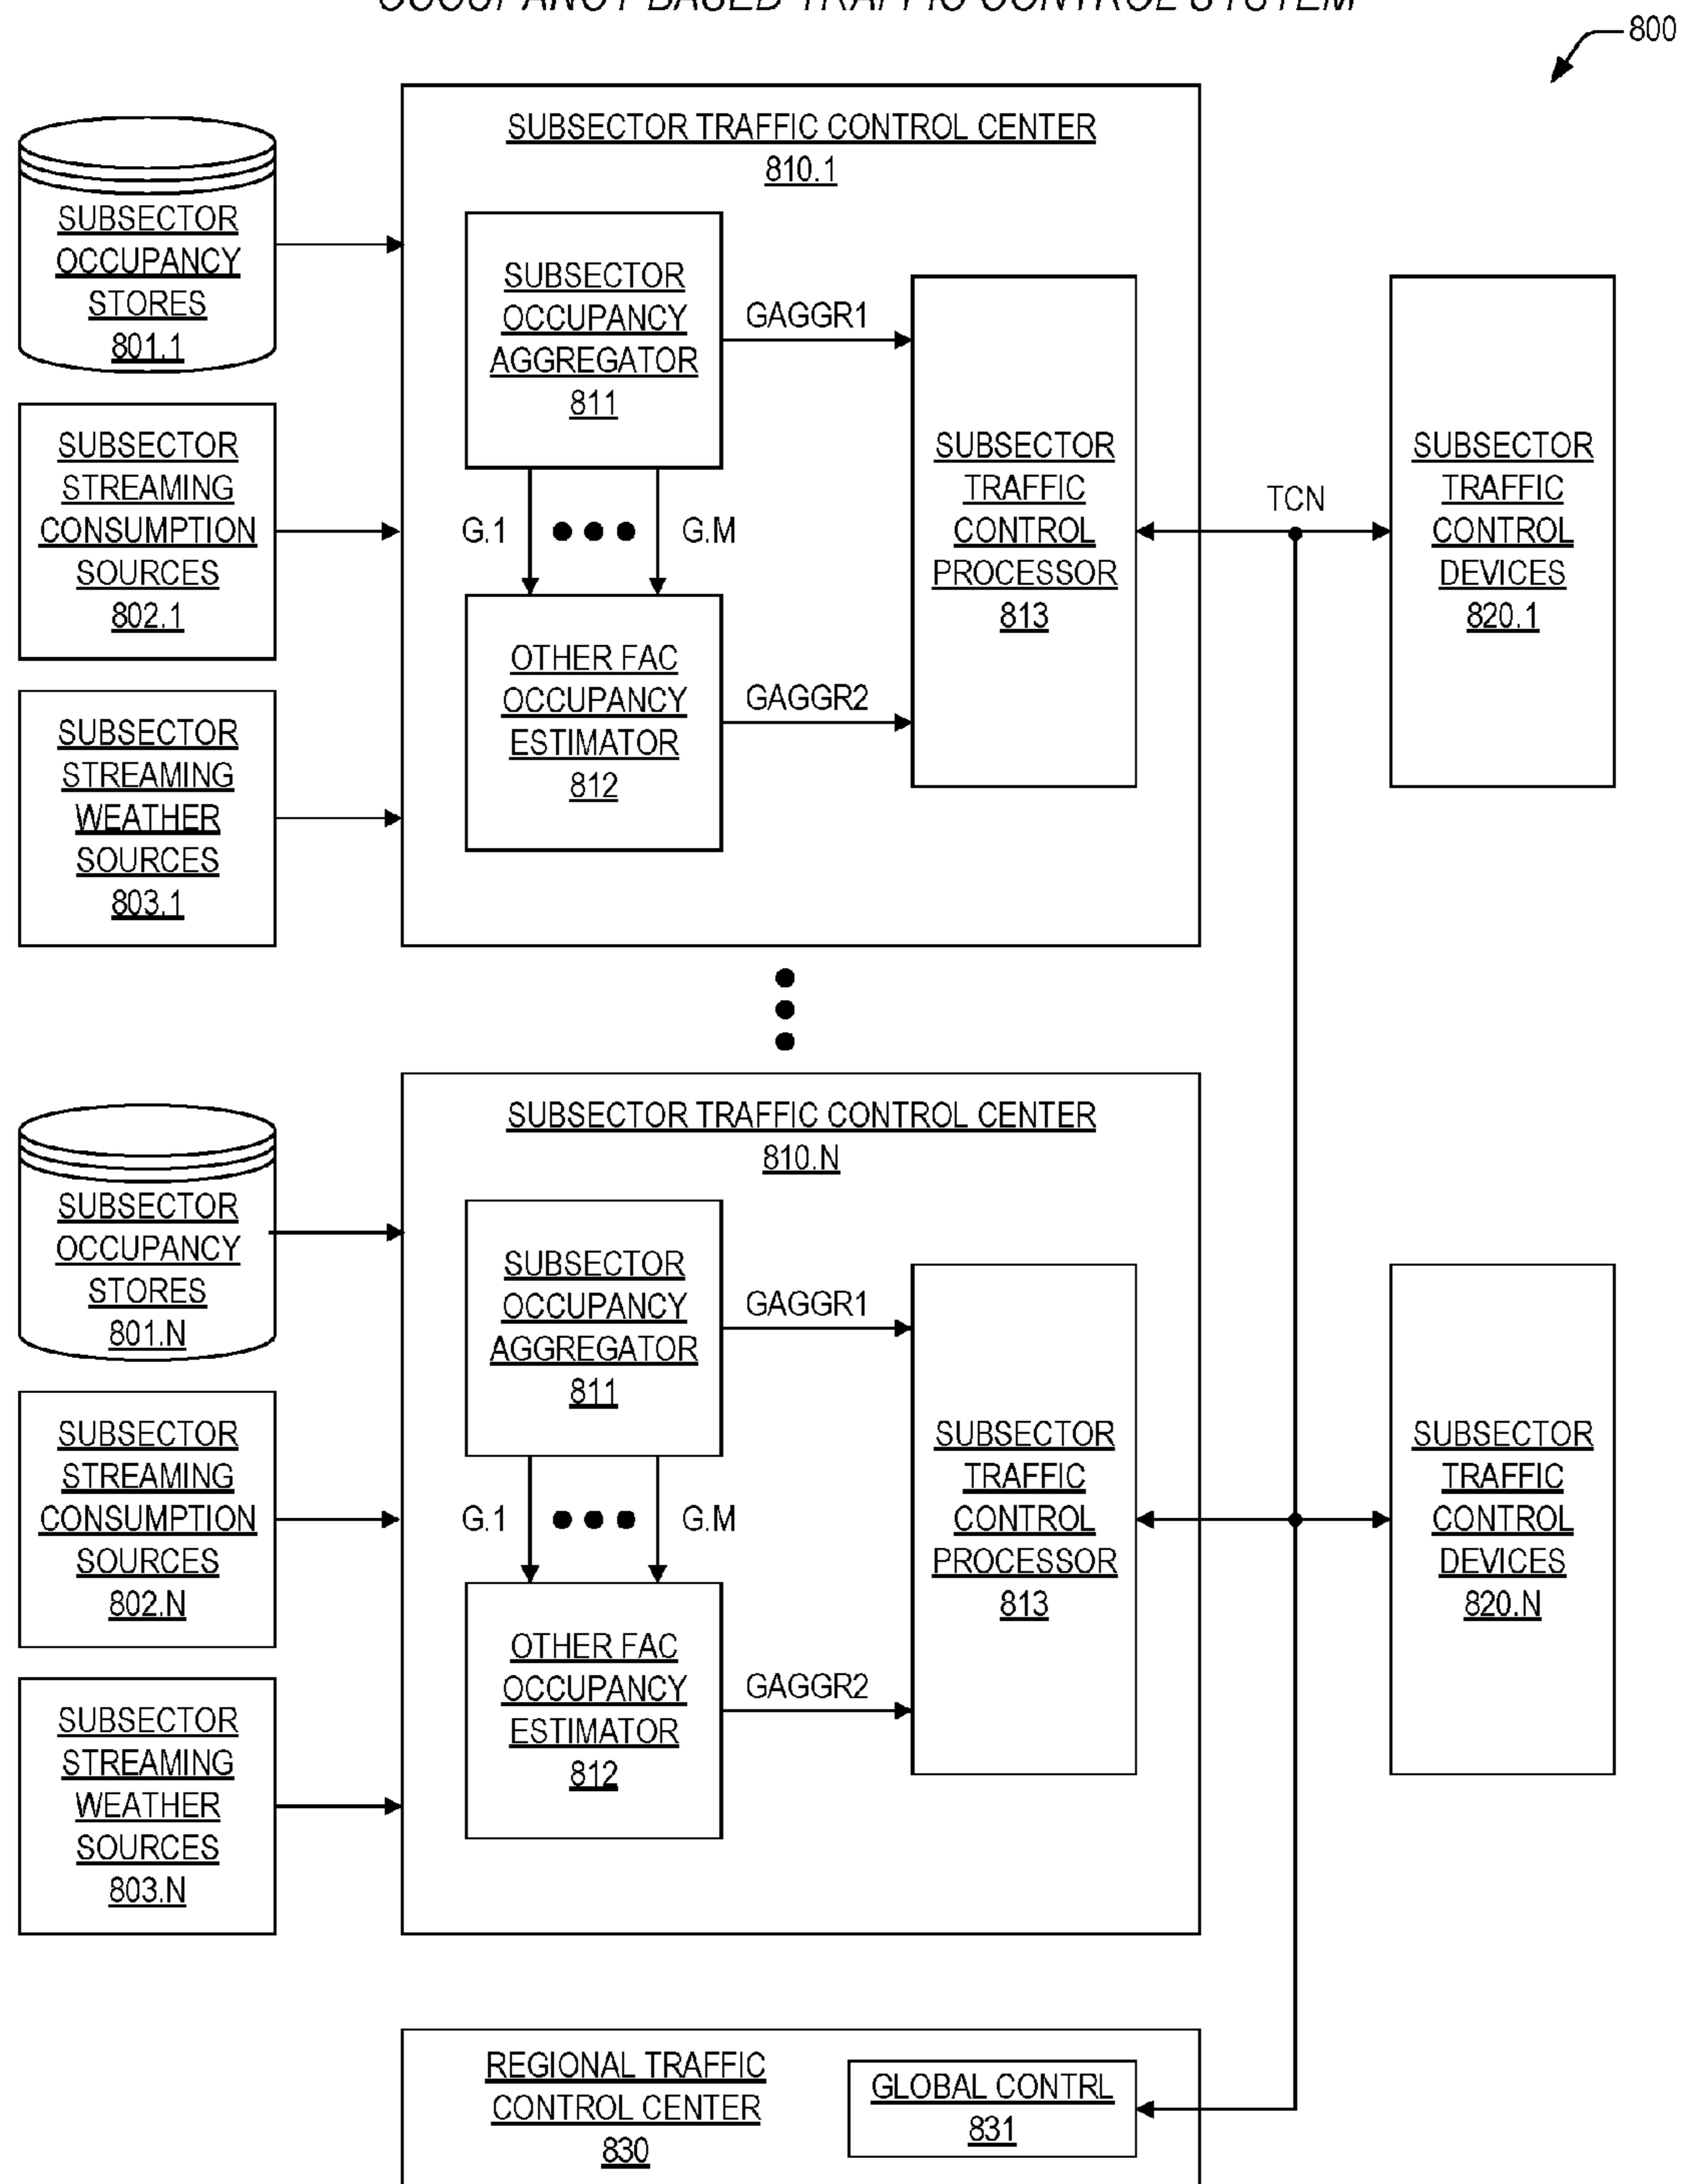 OCCUPANCY BASED TRAFFIC CONTROL SYSTEM
800
SUBSECTOR
OCCUPANCY
STORES
801.1
SUBSECTOR
STREAMING
CONSUMPTION
SOURCES
802.1
SUBSECTOR
STREAMING
WEATHER
SOURCES
803.1
SUBSECTOR TRAFFIC CONTROL CENTER
810.1
SUBSECTOR
OCCUPANCY
AGGREGATOR
811
GAGGR1
G.1
G.M
OTHER FAC
OCCUPANCY
ESTIMATOR
812
GAGGR2
SUBSECTOR
TRAFFIC
CONTROL
PROCESSOR
813
TCN
SUBSECTOR
TRAFFIC
CONTROL
DEVICES
820.1
SUBSECTOR
OCCUPANCY
STORES
801.N
SUBSECTOR
STREAMING
CONSUMPTION
SOURCES
802.N
SUBSECTOR
STREAMING
WEATHER
SOURCES
803.N
SUBSECTOR TRAFFIC CONTROL CENTER
810.N
SUBSECTOR
OCCUPANCY
AGGREGATOR
811
GAGGR1
G.1
G.M
OTHER FAC
OCCUPANCY
ESTIMATOR
812
GAGGR2
SUBSECTOR
TRAFFIC
CONTROL
PROCESSOR
813
SUBSECTOR
TRAFFIC
CONTROL
DEVICES
820.N
REGIONAL TRAFFIC
CONTROL CENTER
830
GLOBAL CONTRL
831